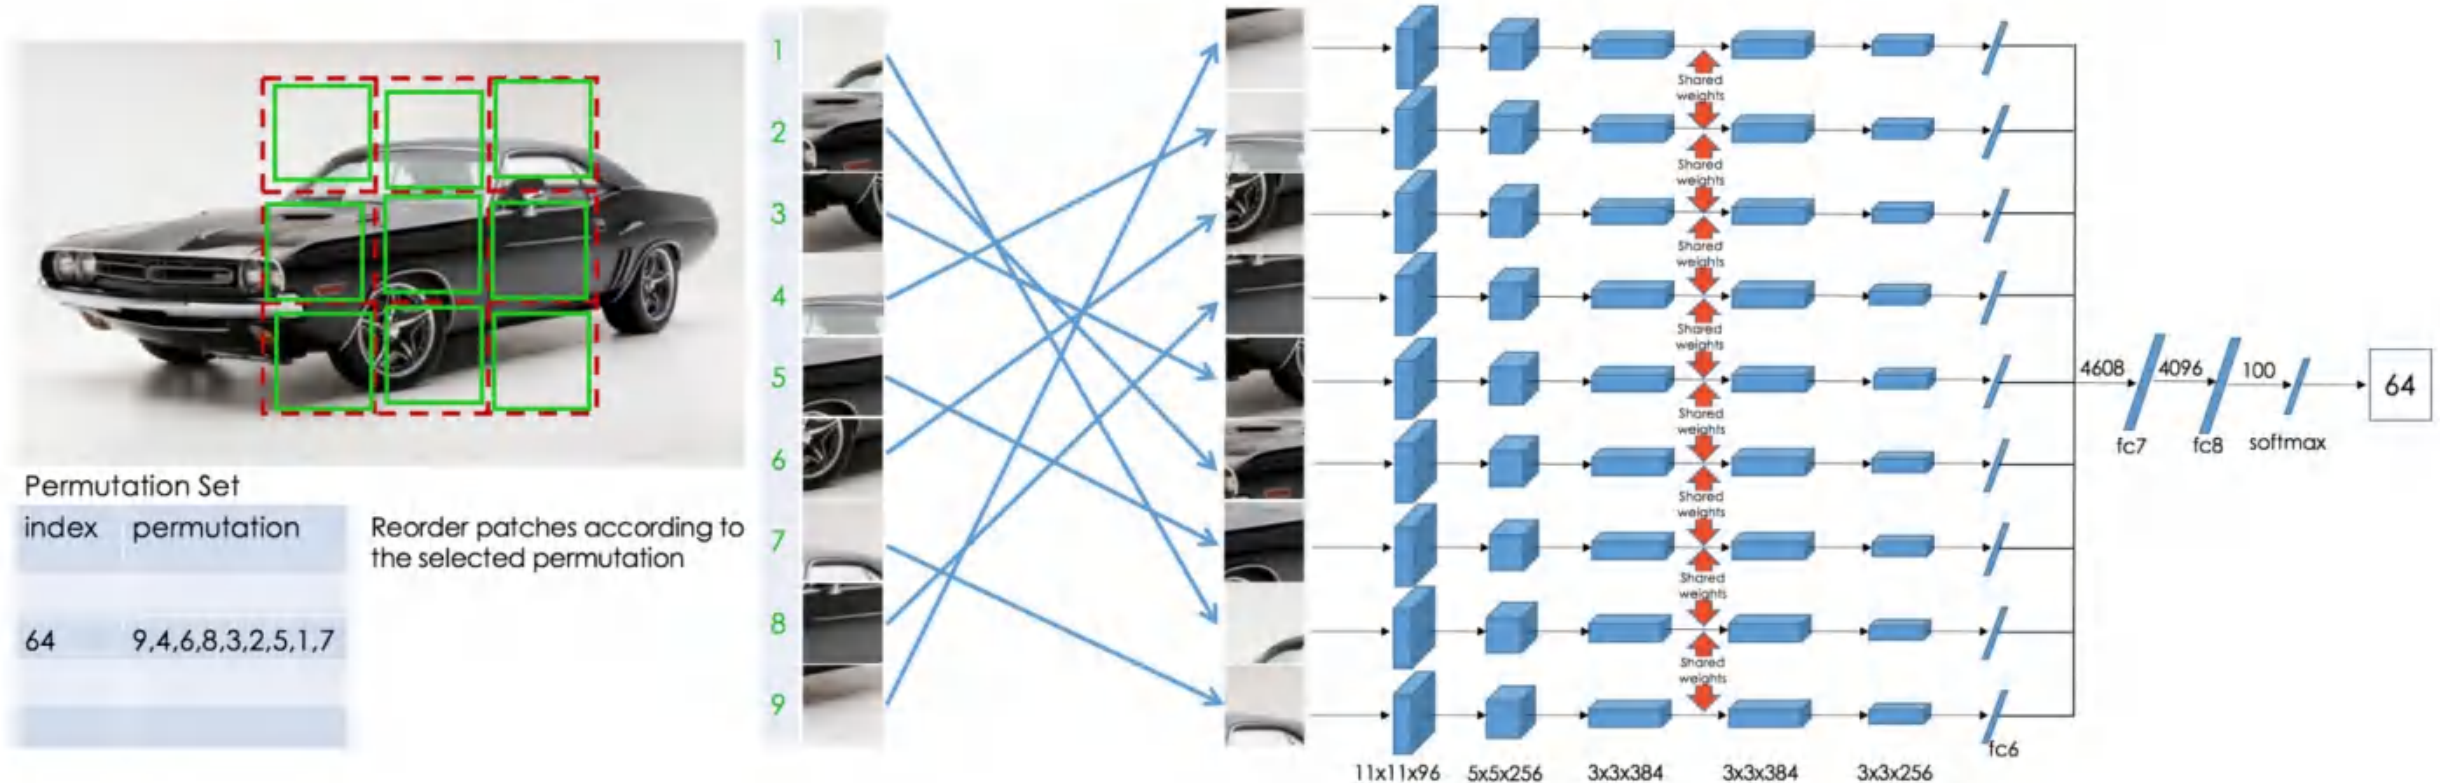 1
2
3
4
5
6
7
8
9
Permutation Set
index permutation
64 9,4,6,8,3,2,5,1,7
Reorder patches according to
the selected permutation
Shared
weights
Shared
weights
Shared
weights
Shared
weights
Shared
weights
Shared
weights
Shared
weights
Shared
weights
11x11x96 5x5x256 3x3x384 3x3x384 3x3x256
fc6
4608 4096 100
fc7 fc8 softmax
64